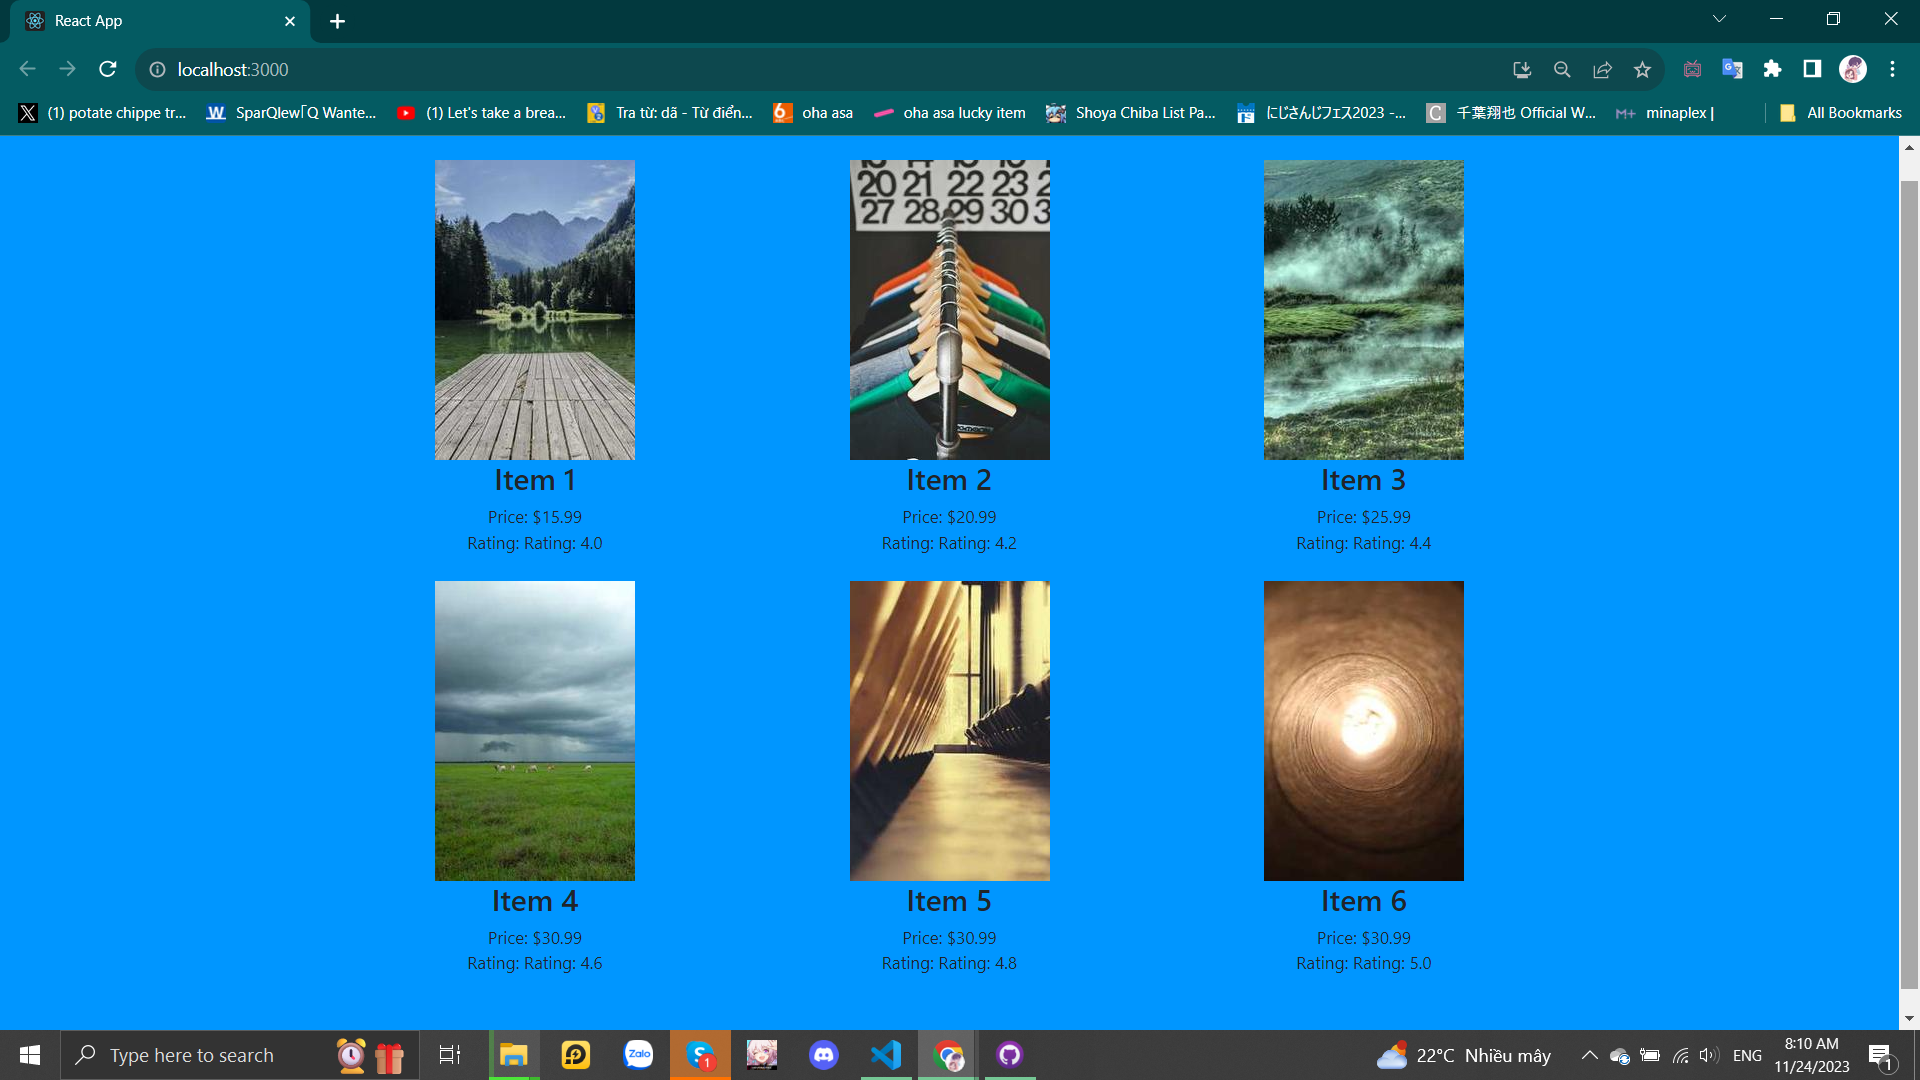 React App
localhost:3000
(1) potate chippe tr...
SparQlew「Q Wante...
(1) Let's take a brea...
Tra từ: dã - Từ điển...
oha asa
oha asa lucky item
Shoya Chiba List Pa...
にじさんじフェス2023 -...
千葉翔也 Official W...
minaplex |
All Bookmarks
20 21 22 23 2
27 28 29 30 3
Item 1
Price: $15.99
Rating: Rating: 4.0
Item 2
Price: $20.99
Rating: Rating: 4.2
Item 3
Price: $25.99
Rating: Rating: 4.4
Item 4
Price: $30.99
Rating: Rating: 4.6
Item 5
Price: $30.99
Rating: Rating: 4.8
Item 6
Price: $30.99
Rating: Rating: 5.0
Type here to search
Zalo
1
22°C Nhiều mây
ENG
8:10 AM
11/24/2023
1